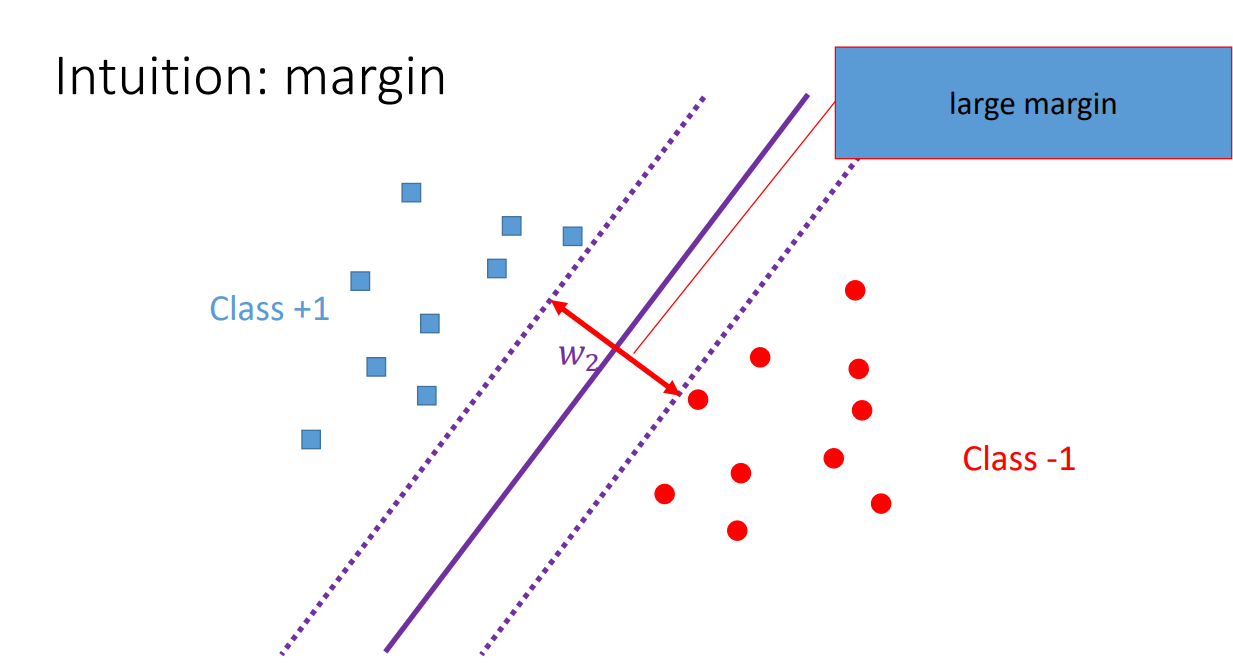 Intuition: margin
large margin
Class +1
w₂
Class -1